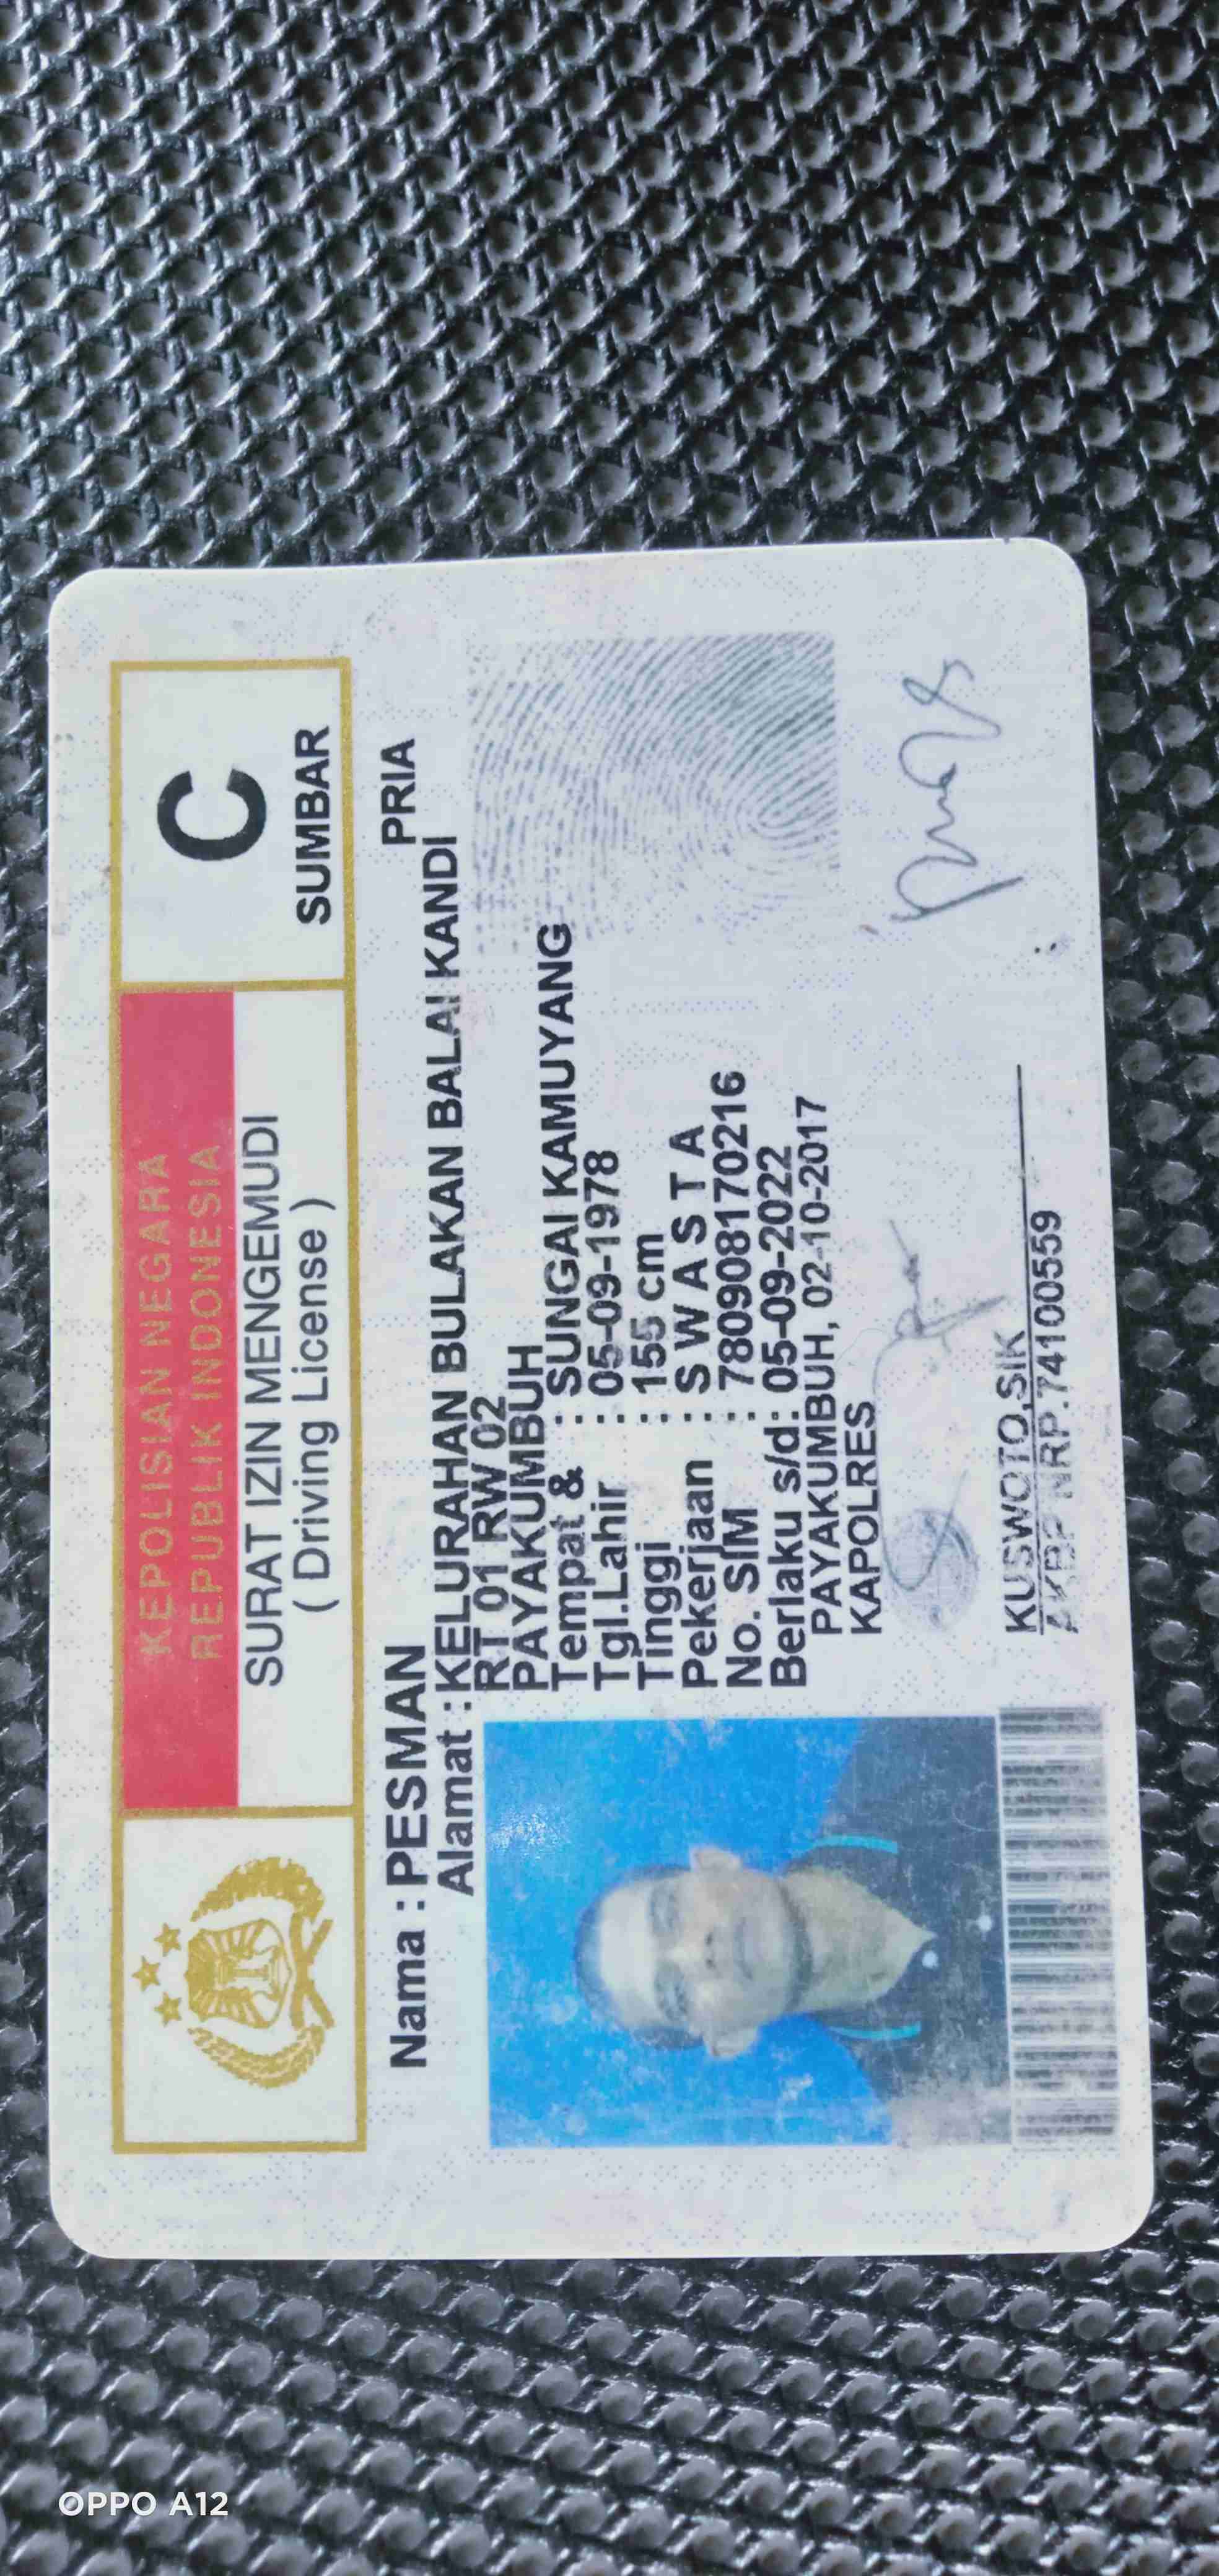 KEPOLISIAN NEGARA
REPUBLIK INDONESIA
SURAT IZIN MENGEMUDI
( Driving License )
C
SUMBAR
Nama : PESMAN
PRIA
Alamat : KELURAHAN BULAKAN BALAI KANDI
RT 01 RW 02
PAYAKUMBUH
Tempat & : SUNGAI KAMUYANG
Tgl.Lahir : 05-09-1978
Tinggi : 155 cm
Pekerjaan : S W A S T A
No. SIM : 780908170216
Berlaku s/d : 05-09-2022
PAYAKUMBUH, 02-10-2017
KAPOLRES
KUSWOTO,SIK
AKBP NRP.74100559
OPPO A12